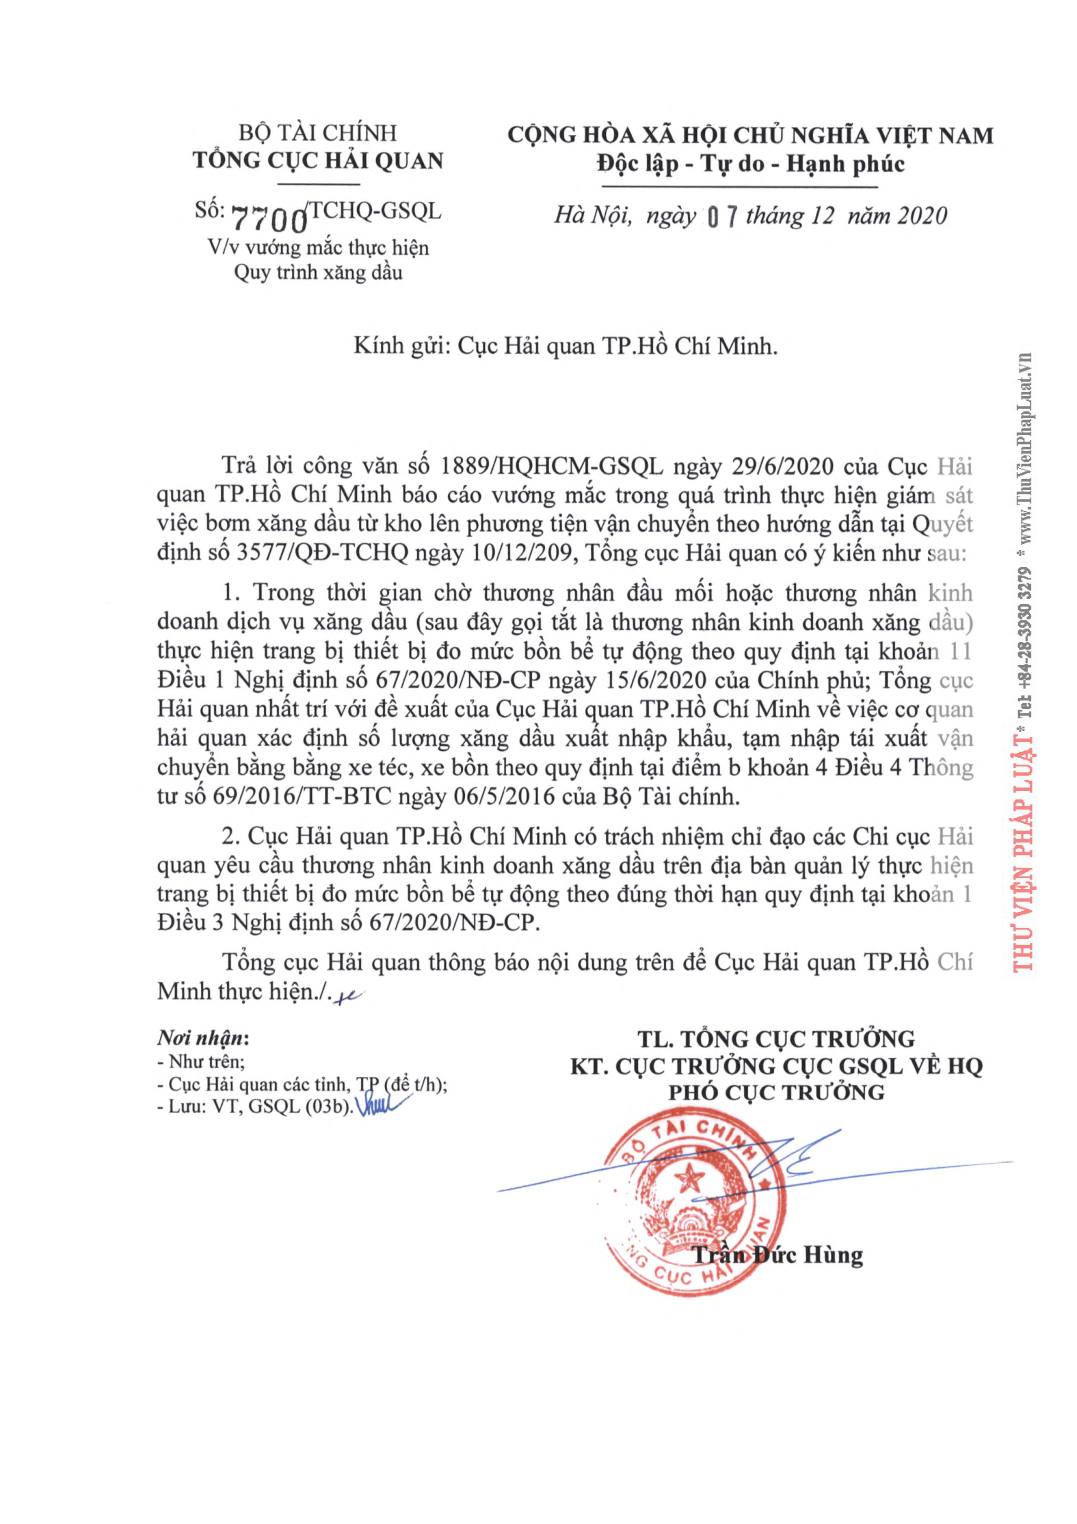 BỘ TÀI CHÍNH
TỔNG CỤC HẢI QUAN
CỘNG HÒA XÃ HỘI CHỦ NGHĨA VIỆT NAM
Độc lập - Tự do - Hạnh phúc
Số: 7700/TCHQ-GSQL
V/v vướng mắc thực hiện
Quy trình xăng dầu
Hà Nội, ngày 07 tháng 12 năm 2020
Kính gửi: Cục Hải quan TP.Hồ Chí Minh.
Trả lời công văn số 1889/HQHCM-GSQL ngày 29/6/2020 của Cục Hải
quan TP.Hồ Chí Minh báo cáo vướng mắc trong quá trình thực hiện giám sát
việc bơm xăng dầu từ kho lên phương tiện vận chuyển theo hướng dẫn tại Quyết
định số 3577/QĐ-TCHQ ngày 10/12/209, Tổng cục Hải quan có ý kiến như sau:
1. Trong thời gian chờ thương nhân đầu mối hoặc thương nhân kinh
doanh dịch vụ xăng dầu (sau đây gọi tắt là thương nhân kinh doanh xăng dầu)
thực hiện trang bị thiết bị đo mức bồn bể tự động theo quy định tại khoản 11
Điều 1 Nghị định số 67/2020/NĐ-CP ngày 15/6/2020 của Chính phủ; Tổng cục
Hải quan nhất trí với đề xuất của Cục Hải quan TP.Hồ Chí Minh về việc cơ quan
hải quan xác định số lượng xăng dầu xuất nhập khẩu, tạm nhập tái xuất vận
chuyển bằng bằng xe téc, xe bồn theo quy định tại điểm b khoản 4 Điều 4 Thông
tư số 69/2016/TT-BTC ngày 06/5/2016 của Bộ Tài chính.
2. Cục Hải quan TP.Hồ Chí Minh có trách nhiệm chỉ đạo các Chi cục Hải
quan yêu cầu thương nhân kinh doanh xăng dầu trên địa bàn quản lý thực hiện
trang bị thiết bị đo mức bồn bể tự động theo đúng thời hạn quy định tại khoản 1
Điều 3 Nghị định số 67/2020/NĐ-CP.
Tổng cục Hải quan thông báo nội dung trên để Cục Hải quan TP.Hồ Chí
Minh thực hiện./.
Nơi nhận:
- Như trên;
- Cục Hải quan các tỉnh, TP (để t/h);
- Lưu: VT, GSQL (03b).
TL. TỔNG CỤC TRƯỞNG
KT. CỤC TRƯỞNG CỤC GSQL VỀ HQ
PHÓ CỤC TRƯỞNG
BỘ TÀI CHÍNH
NG CỤC HẢI QUAN
Trần Đức Hùng
THƯ VIỆN PHÁP LUẬT * Tel: +84-28-3930 3279 * www.ThuVienPhapLuat.vn